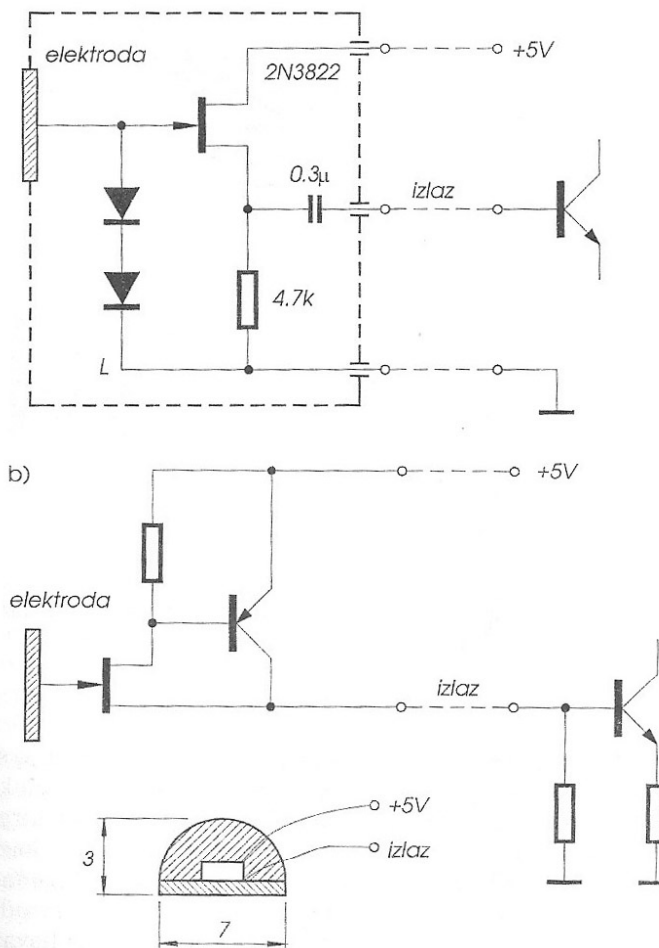 elektroda
2N3822
+5V
0.3µ
izlaz
4.7k
L
b)
+5V
elektroda
izlaz
+5V
izlaz
3
7